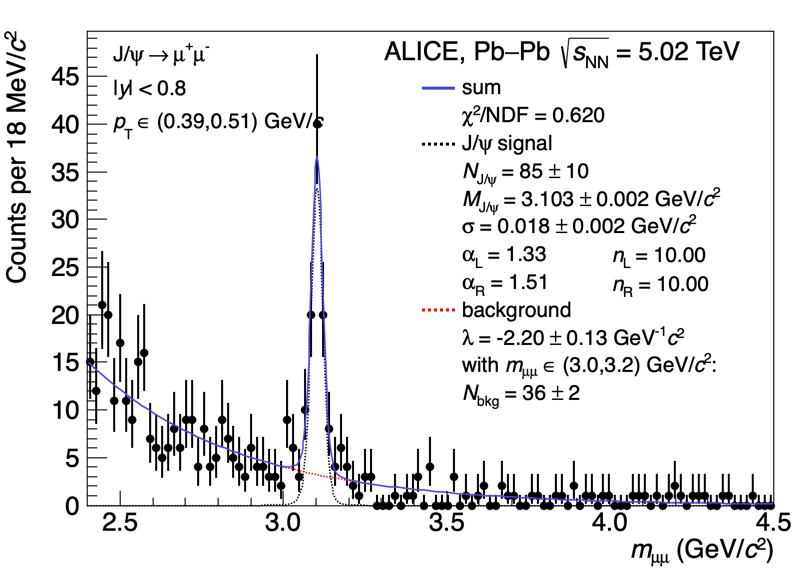 J/ψ → μ⁺μ⁻
|y| < 0.8
p_T ∈ (0.39,0.51) GeV/c
ALICE, Pb–Pb √s_NN = 5.02 TeV
sum
χ²/NDF = 0.620
J/ψ signal
N_J/ψ = 85 ± 10
M_J/ψ = 3.103 ± 0.002 GeV/c²
σ = 0.018 ± 0.002 GeV/c²
α_L = 1.33 n_L = 10.00
α_R = 1.51 n_R = 10.00
background
λ = -2.20 ± 0.13 GeV⁻¹c²
with m_μμ ∈ (3.0,3.2) GeV/c²:
N_bkg = 36 ± 2
Counts per 18 MeV/c²
45
40
35
30
25
20
15
10
5
0
2.5 3.0 3.5 4.0 4.5
m_μμ (GeV/c²)